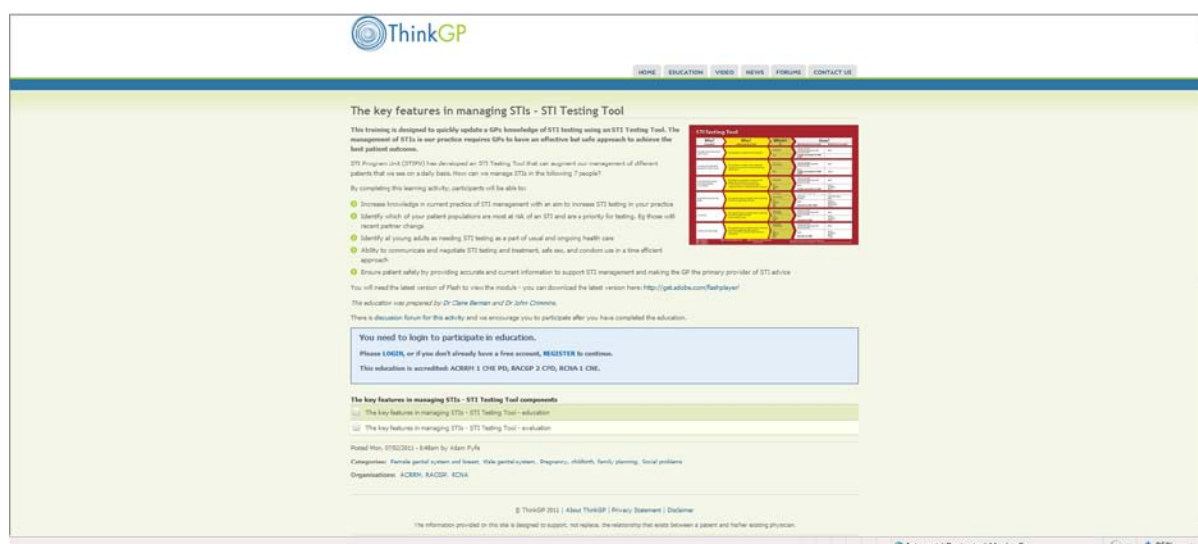 ThinkGP
HOME EDUCATION VIDEO NEWS FORUMS CONTACT US
The key features in managing STIs - STI Testing Tool
This training is designed to quickly update a GPs knowledge of STI testing using an STI Testing Tool. The
management of STIs in our practice requires GPs to have an effective but safe approach to achieve the
best patient outcome.
STI Program Unit (STIPU) has developed an STI Testing Tool that can augment our management of different
patients that we see on a daily basis. How can we manage STIs in the following 7 people?
By completing this learning activity, participants will be able to:
Increase knowledge in current practice of STI management with an aim to increase STI testing in your practice
Identify which of your patient populations are most at risk of an STI and are a priority for testing. Eg those with
recent partner change
Identify all young adults as needing STI testing as a part of usual and ongoing health care
Ability to communicate and negotiate STI testing and treatment, safe sex, and condom use in a time efficient
approach
Ensure patient safety by providing accurate and current information to support STI management and making the GP the primary provider of STI advice
STI Testing Tool
You will need the latest version of Flash to view the module - you can download the latest version here: http://get.adobe.com/flashplayer/
This education was prepared by Dr Claire Berman and Dr John Crimmins.
There is discussion forum for this activity and we encourage you to participate after you have completed the education.
You need to login to participate in education.
Please LOGIN, or if you don't already have a free account, REGISTER to continue.
This education is accredited: ACRRM 1 CME PD, RACGP 2 CPD, RCNA 1 CNE.
The key features in managing STIs - STI Testing Tool components
The key features in managing STIs - STI Testing Tool - education
The key features in managing STIs - STI Testing Tool - evaluation
Posted Mon, 07/02/2011 - 8:48am by Adam Fyfe
Categories: Female genital system and breast, Male genital-system, Pregnancy, childbirth, family planning, Social problems
Organisations: ACRRM, RACGP, RCNA
© ThinkGP 2011 | About ThinkGP | Privacy Statement | Disclaimer
The information provided on this site is designed to support, not replace, the relationship that exists between a patient and his/her existing physician.